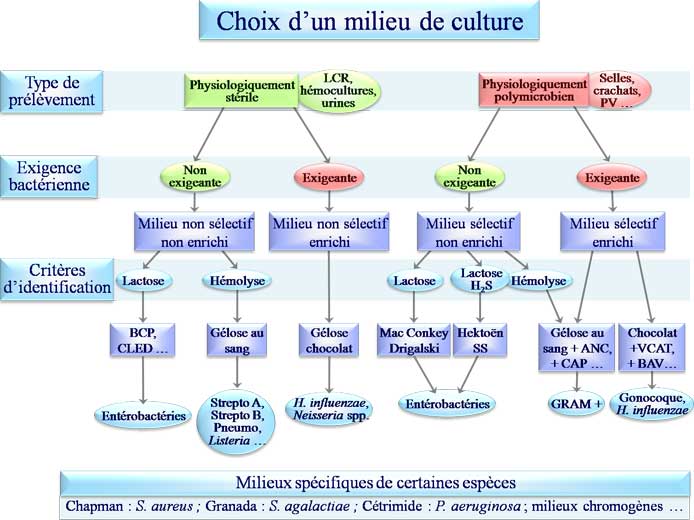 Choix d'un milieu de culture
Type de
prélèvement
Physiologiquement
stérile
LCR,
hémocultures,
urines
Physiologiquement
polymicrobien
Selles,
crachats,
PV ...
Exigence
bactérienne
Non
exigeante
Exigeante
Non
exigeante
Exigeante
Milieu non sélectif
non enrichi
Milieu non sélectif
enrichi
Milieu sélectif
non enrichi
Milieu sélectif
enrichi
Critères
d'identification
Lactose
Hémolyse
Lactose
Lactose
H2S
Hémolyse
BCP,
CLED ...
Gélose au
sang
Gélose
chocolat
Mac Conkey
Drigalski
Hektoën
SS
Gélose au
sang + ANC,
+ CAP ...
Chocolat
+VCAT,
+ BAV...
Entérobactéries
Strepto A,
Strepto B,
Pneumo,
Listeria ...
H. influenzae,
Neisseria spp.
Entérobactéries
GRAM +
Gonocoque,
H. influenzae
Milieux spécifiques de certaines espèces
Chapman : S. aureus ; Granada : S. agalactiae ; Cétrimide : P. aeruginosa ; milieux chromogènes ...